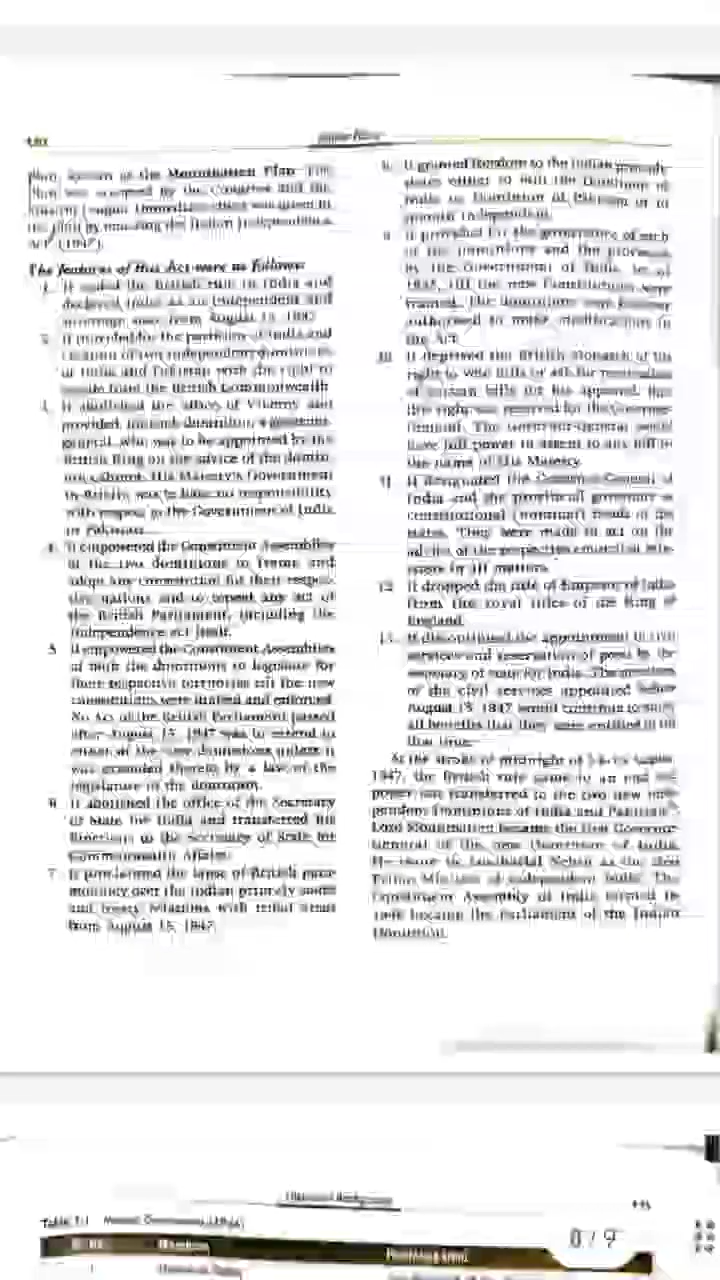 plan, known as the Mountbatten Plan. The
plan was accepted by the Congress and the
Muslim League. Immediate effect was given to
the plan by enacting the Indian Independence
Act (1947).
The features of this Act were as follows:
1. It ended the British rule in India and
declared India as an independent and
sovereign state from August 15, 1947.
2. It provided for the partition of India and
creation of two independent dominions
of India and Pakistan with the right to
secede from the British Commonwealth.
3. It abolished the office of Viceroy and
provided, for each dominion, a governor-
general, who was to be appointed by the
British King on the advice of the domin-
ion cabinet. His Majesty's Government
in Britain was to have no responsibility
with respect to the Government of India
or Pakistan.
4. It empowered the Constituent Assemblies
of the two dominions to frame and
adopt any constitution for their respec-
tive nations and to repeal any act of
the British Parliament, including the
Independence act itself.
5. It empowered the Constituent Assemblies
of both the dominions to legislate for
their respective territories till the new
constitutions were drafted and enforced.
No Act of the British Parliament passed
after August 15, 1947 was to extend to
either of the new dominions unless it
was extended thereto by a law of the
legislature of the dominion.
6. It abolished the office of the Secretary
of State for India and transferred his
functions to the Secretary of State for
Commonwealth Affairs.
7. It proclaimed the lapse of British para-
mountcy over the Indian princely states
and treaty relations with tribal areas
from August 15, 1947.
8. It granted freedom to the Indian princely
states either to join the Dominion of
India or Dominion of Pakistan or to
remain independent.
9. It provided for the governance of each
of the dominions and the provinces
by the Government of India Act of
1935, till the new Constitutions were
framed. The dominions were
authorised to make modifications in
the Act.
10. It deprived the British Monarch of his
right to veto bills or ask for reservation
of certain bills for his approval. But,
this right was reserved for the Governor-
General. The Governor-General would
have full power to assent to any bill in
the name of His Majesty.
11. It designated the Governor-General of
India and the provincial governors as
constitutional (nominal) heads of the
states. They were made to act on the
advice of the respective council of min-
isters in all matters.
12. It dropped the title of Emperor of India
from the royal titles of the King of
England.
13. It discontinued the appointment to civil
services and reservation of posts by the
secretary of state for India. The members
of the civil services appointed before
August 15, 1947 would continue to enjoy
all benefits that they were entitled to till
that time.
At the stroke of midnight of 14-15 August
1947, the British rule came to an end and
power was transferred to the two new inde-
pendent Dominions of India and Pakistan
Lord Mountbatten became the first Governor-
General of the new Dominion of India.
He swore in Jawaharlal Nehru as the first
Prime Minister of independent India. The
Constituent Assembly of India formed in
1946 became the Parliament of the Indian
Dominion.
8 / 9